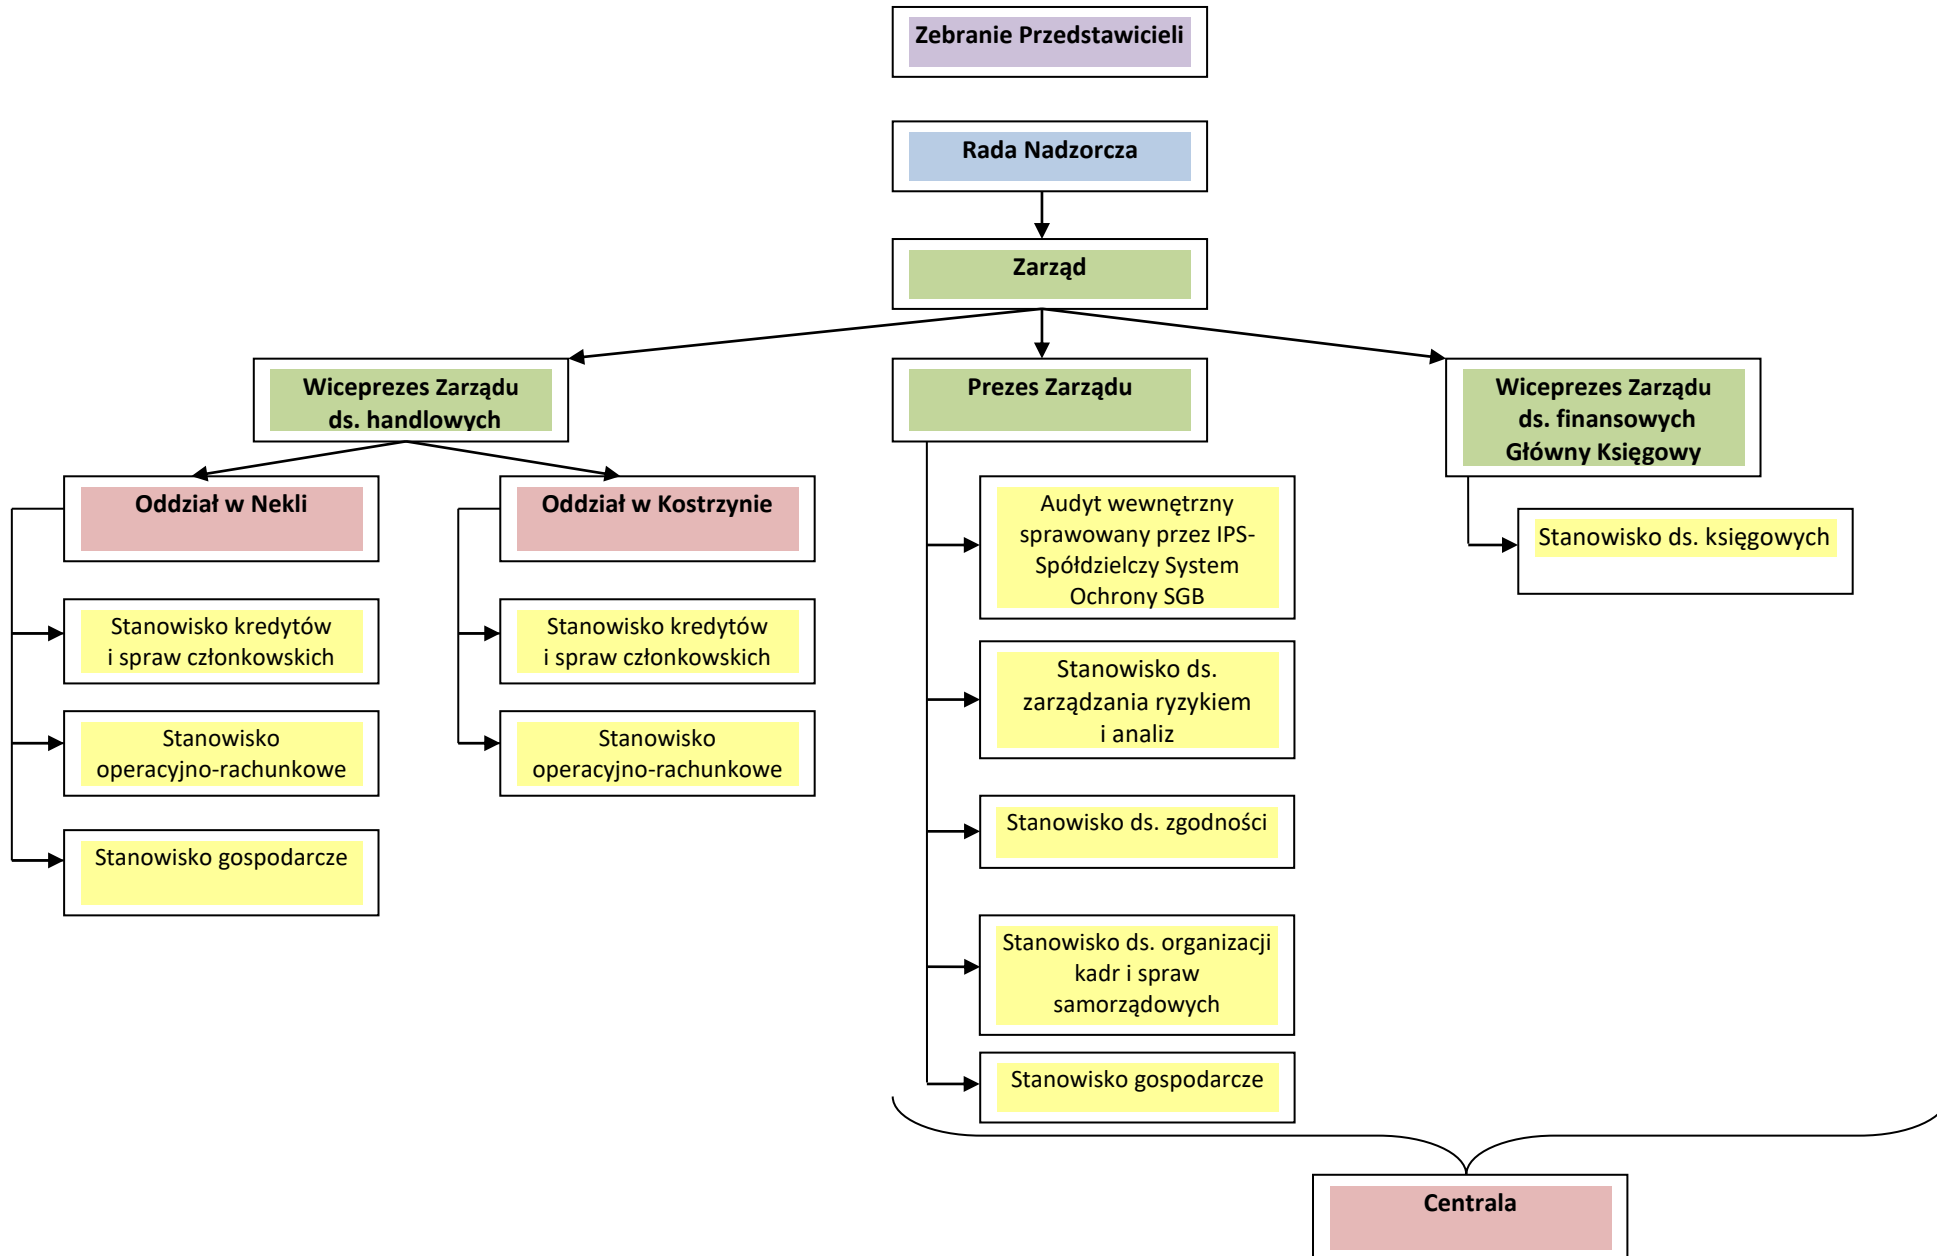 Zebranie Przedstawicieli
Rada Nadzorcza
Zarząd
Wiceprezes Zarządu
ds. handlowych
Prezes Zarządu
Wiceprezes Zarządu
ds. finansowych
Główny Księgowy
Oddział w Nekli
Oddział w Kostrzynie
Audyt wewnętrzny
sprawowany przez IPS-
Spółdzielczy System
Ochrony SGB
Stanowisko ds. księgowych
Stanowisko kredytów
i spraw członkowskich
Stanowisko kredytów
i spraw członkowskich
Stanowisko ds.
zarządzania ryzykiem
i analiz
Stanowisko
operacyjno-rachunkowe
Stanowisko
operacyjno-rachunkowe
Stanowisko ds. zgodności
Stanowisko gospodarcze
Stanowisko ds. organizacji
kadr i spraw
samorządowych
Stanowisko gospodarcze
Centrala